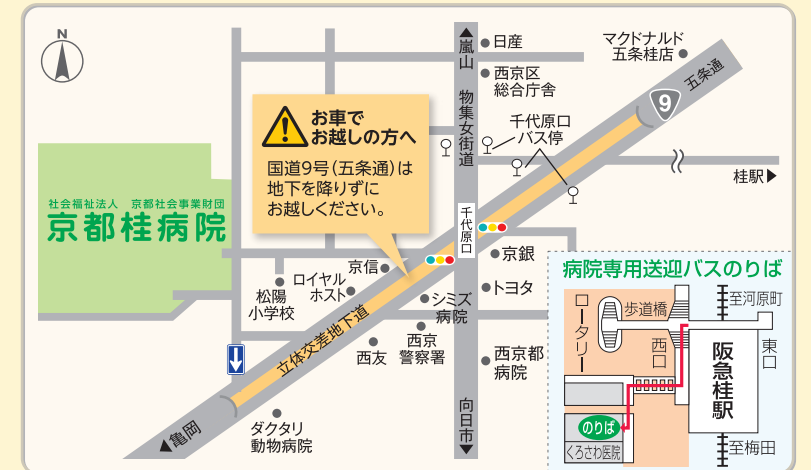 N
嵐山
日産
マクドナルド
五条桂店
五条通
9
西京区
総合庁舎
物集女街道
千代原口
バス停
桂駅
お車で
お越しの方へ
国道9号（五条通）は
地下を降りずに
お越しください。
社会福祉法人 京都社会事業財団
京都桂病院
千代原口
京銀
京信
ロイヤル
ホスト
松陽
小学校
トヨタ
シミズ
病院
立体交差地下道
西友
西京
警察署
西京都
病院
向日市
亀岡
ダクタリ
動物病院
病院専用送迎バスのりば
ロータリー
歩道橋
至河原町
西口
阪急桂駅
東口
のりば
くろさわ医院
至梅田